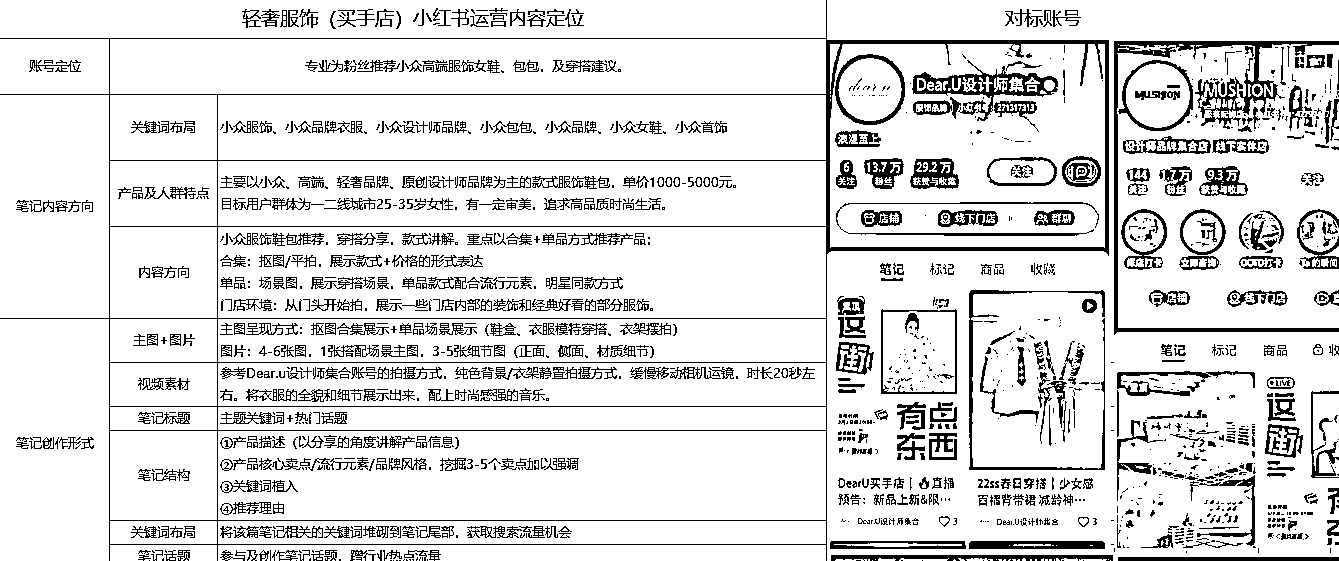 轻奢服饰（买手店）小红书运营内容定位
对标账号
账号定位
专业为粉丝推荐小众高端服饰女鞋、包包，及穿搭建议。
笔记内容方向
关键词布局
小众服饰、小众品牌衣服、小众设计师品牌、小众包包、小众品牌、小众女鞋、小众首饰
产品及人群特点
主要以小众、高端、轻奢品牌、原创设计师品牌为主的款式服饰鞋包，单价1000-5000元。
目标用户群体为一二线城市25-35岁女性，有一定审美，追求高品质时尚生活。
内容方向
小众服饰鞋包推荐，穿搭分享，款式讲解。重点以合集+单品方式推荐产品；
合集：抠图/平拍，展示款式+价格的形式表达
单品：场景图，展示穿搭场景，单品款式配合流行元素，明星同款方式
门店环境：从门头开始拍，展示一些门店内部的装饰和经典好看的部分服饰。
笔记创作形式
主图+图片
主图呈现方式：抠图合集展示+单品场景展示（鞋盒、衣服模特穿搭、衣架摆拍）
图片：4-6张图，1张搭配场景主图，3-5张细节图（正面、侧面、材质细节）
视频素材
参考Dear.u设计师集合账号的拍摄方式，纯色背景/衣架静置拍摄方式，缓慢移动相机运镜，时长20秒左
右。将衣服的全貌和细节展示出来，配上时尚感强的音乐。
笔记标题
主题关键词+热门话题
笔记结构
①产品描述（以分享的角度讲解产品信息）
②产品核心卖点/流行元素/品牌风格，挖掘3-5个卖点加以强调
③关键词植入
④推荐理由
关键词布局
将该篇笔记相关的关键词堆砌到笔记尾部，获取搜索流量机会
笔记话题
参与及创作笔记话题，蹭行业热点流量
dear u
Dear.U设计师集合
6
关注
13.7万
粉丝
29.2万
获赞与收藏
关注
店铺
线下门店
群聊
笔记
标记
商品
收藏
逛
街
有点
东西
DearU买手店｜🔥直播
预告：新品上新&限…
Dear.U设计师集合
3
22ss春日穿搭｜少女感
百褶背带裙 减龄神…
Dear.U设计师集合
3
MUSHION
MUSHION
设计师品牌集合店｜线下实体店
144
关注
1.7万
粉丝
9.3万
获赞与收藏
关注
店铺
线下门店
笔记
标记
商品
收
LIVE
逛
街